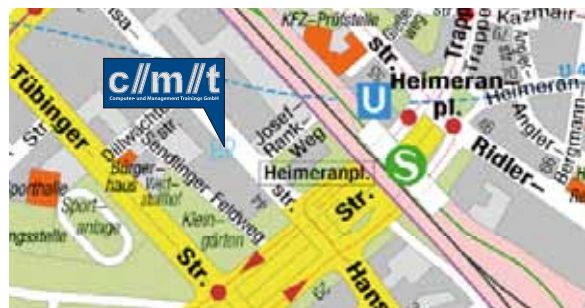 KFZ-Prüfstelle
Kazmair-
Trappe
c//m//t
Computer- und Management Trainings GmbH
Heimeran-
pl.
U
Heimeran-
Angler-
Bergmann
Ridler-
Tübinger
str.
Josef-
Rank-
Weg
Heimeranpl.
S
Str.
str.
Sendlinger Feldweg
Bürger-
haus
Sporthalle
Sport-
anlage
Klein-
gärten
Str.
Hans